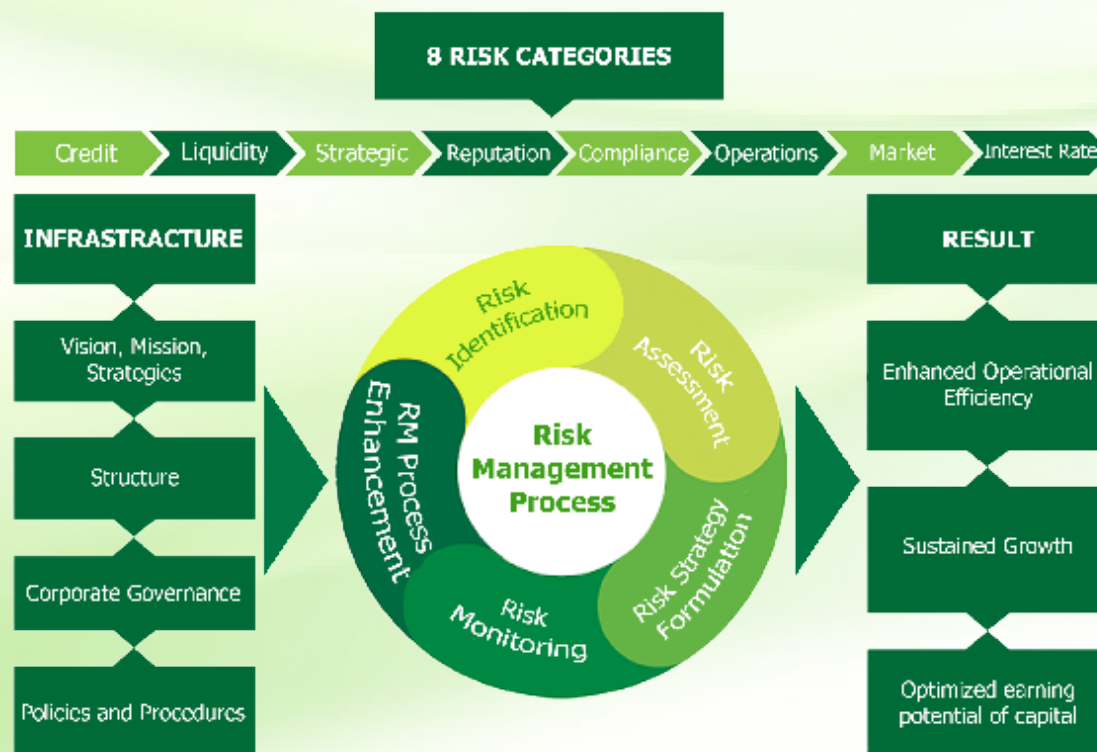 8 RISK CATEGORIES
Credit
Liquidity
Strategic
Reputation
Compliance
Operations
Market
Interest Rate
INFRASTRACTURE
Vision, Mission,
Strategies
Structure
Corporate Governance
Policies and Procedures
Risk
Identification
Risk
Assessment
Risk Strategy
Formulation
Risk
Monitoring
RM Process
Enhancement
Risk
Management
Process
RESULT
Enhanced Operational
Efficiency
Sustained Growth
Optimized earning
potential of capital